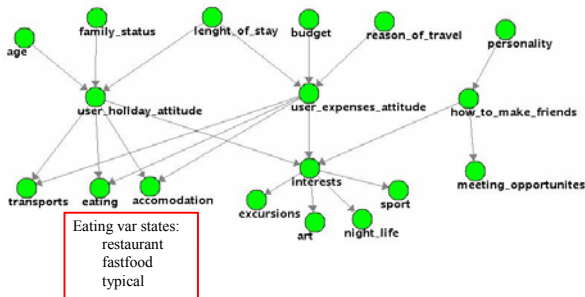 family_status
lenght_of_stay
budget
reason_of_travel
age
personality
user_holiday_attitude
user_expenses_attitude
how_to_make_friends
transports
eating
accomodation
interests
meeting_opportunites
excursions
sport
art
night_life
Eating var states:
restaurant
fastfood
typical